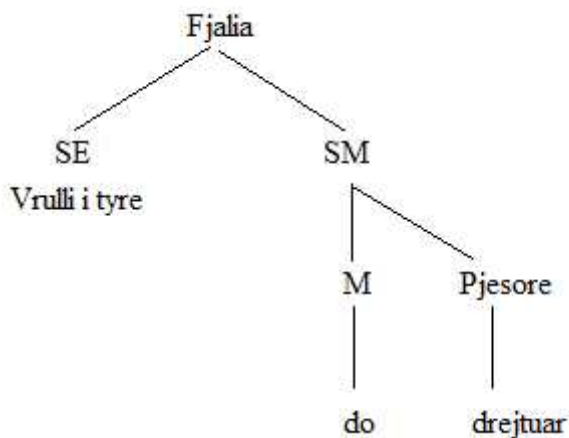 Fjalia
SE SM
Vrulli i tyre
M Pjesore
do drejtuar